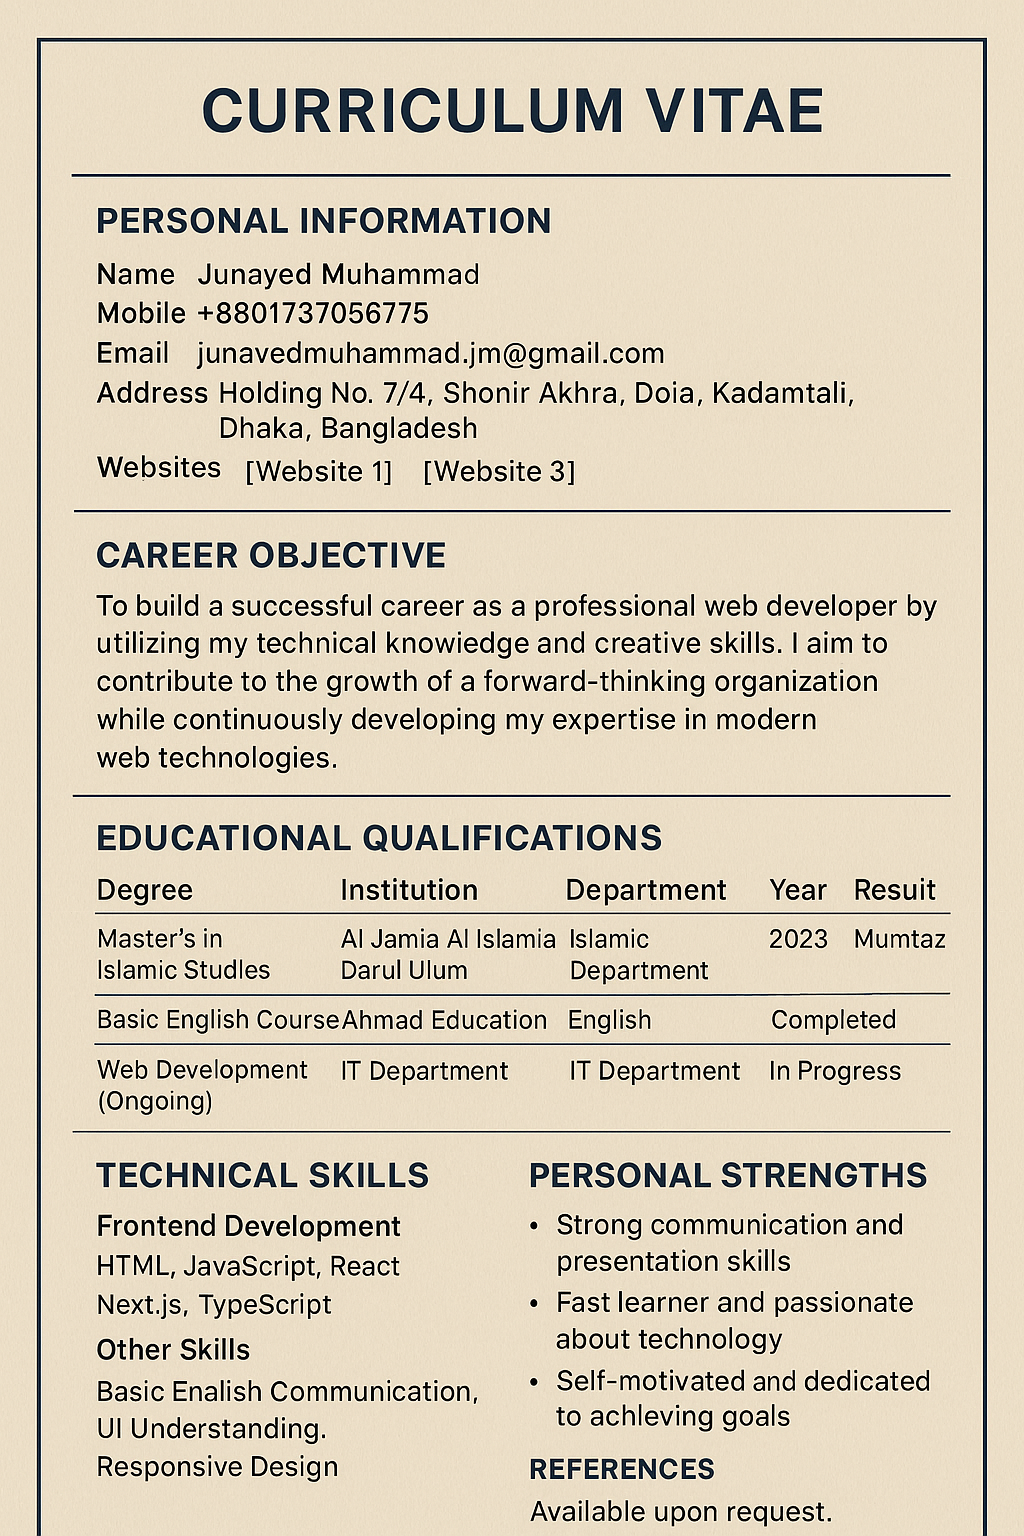 CURRICULUM VITAE
PERSONAL INFORMATION
Name Junayed Muhammad
Mobile +8801737056775
Email junavedmuhammad.jm@gmail.com
Address Holding No. 7/4, Shonir Akhra, Doia, Kadamtali,
Dhaka, Bangladesh
Websites [Website 1] [Website 3]
CAREER OBJECTIVE
To build a successful career as a professional web developer by
utilizing my technical knowiedge and creative skills. I aim to
contribute to the growth of a forward-thinking organization
while continuously developing my expertise in modern
web technologies.
EDUCATIONAL QUALIFICATIONS
Degree Institution Department Year Resuit
Master's in Al Jamia Al Islamia Islamic 2023 Mumtaz
Islamic Studles Darul Ulum Department
Basic English Course Ahmad Education English Completed
Web Development IT Department IT Department In Progress
(Ongoing)
TECHNICAL SKILLS
Frontend Development
HTML, JavaScript, React
Next.js, TypeScript
Other Skills
Basic Enalish Communication,
UI Understanding.
Responsive Design
PERSONAL STRENGTHS
• Strong communication and
presentation skills
• Fast learner and passionate
about technology
• Self-motivated and dedicated
to achleving goals
REFERENCES
Available upon request.